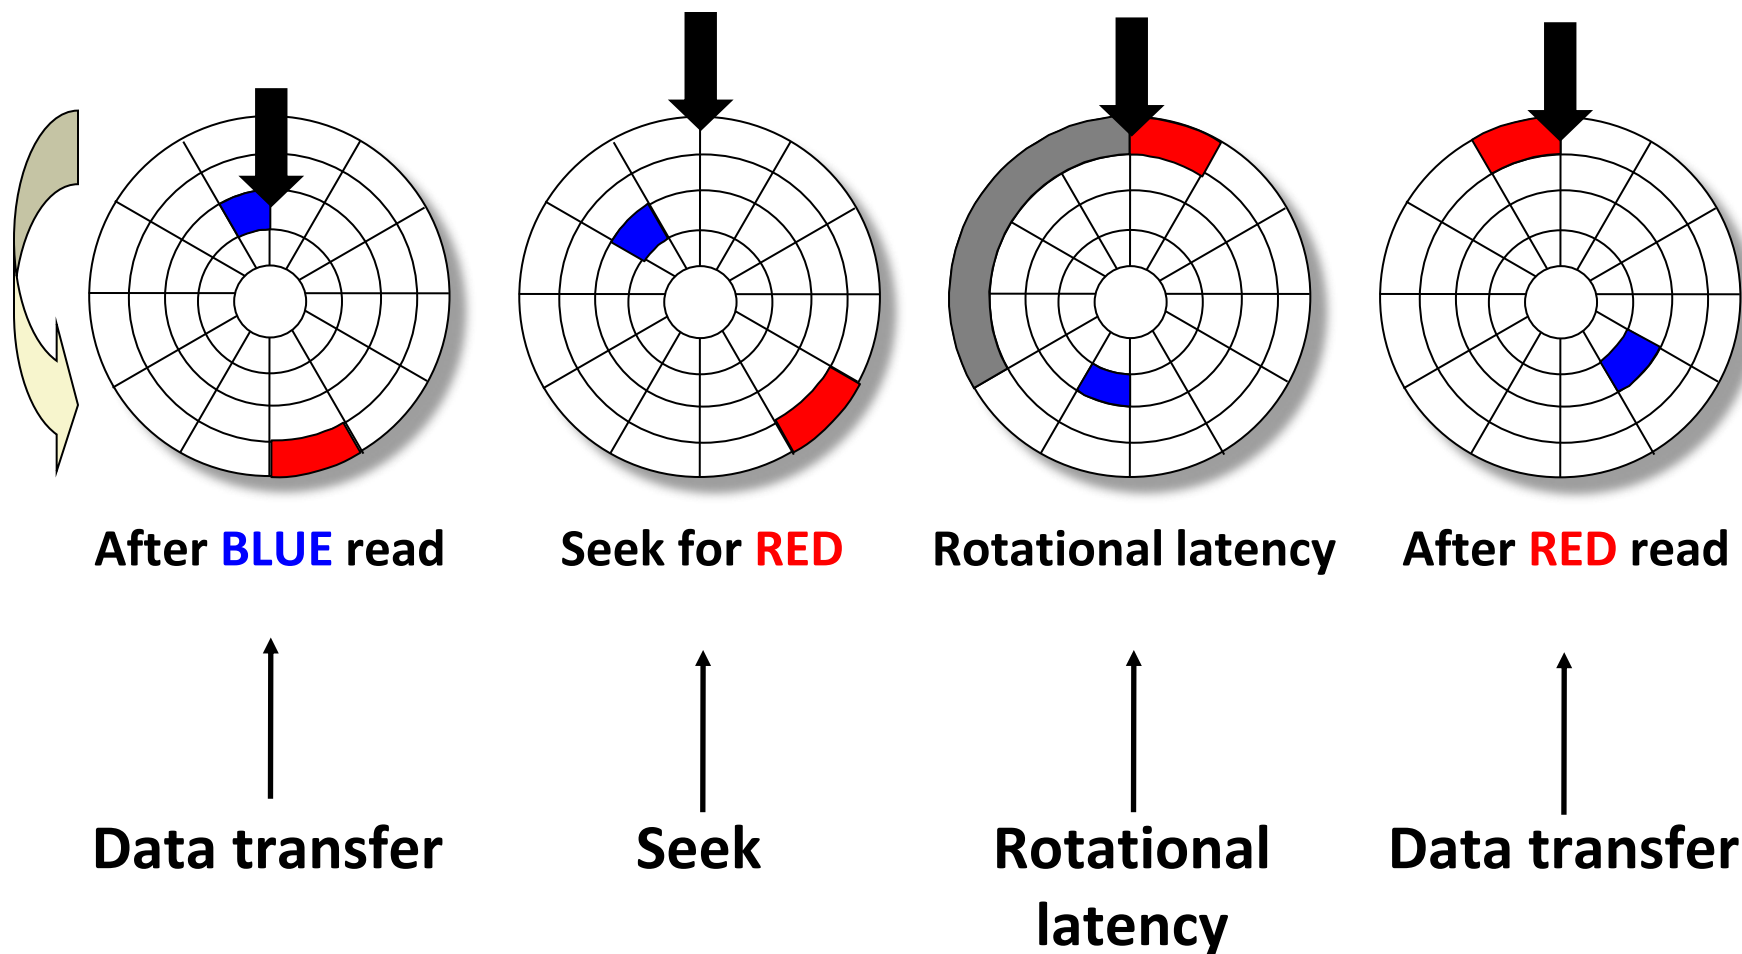 After BLUE read
Seek for RED
Rotational latency
After RED read
Data transfer
Seek
Rotational
latency
Data transfer